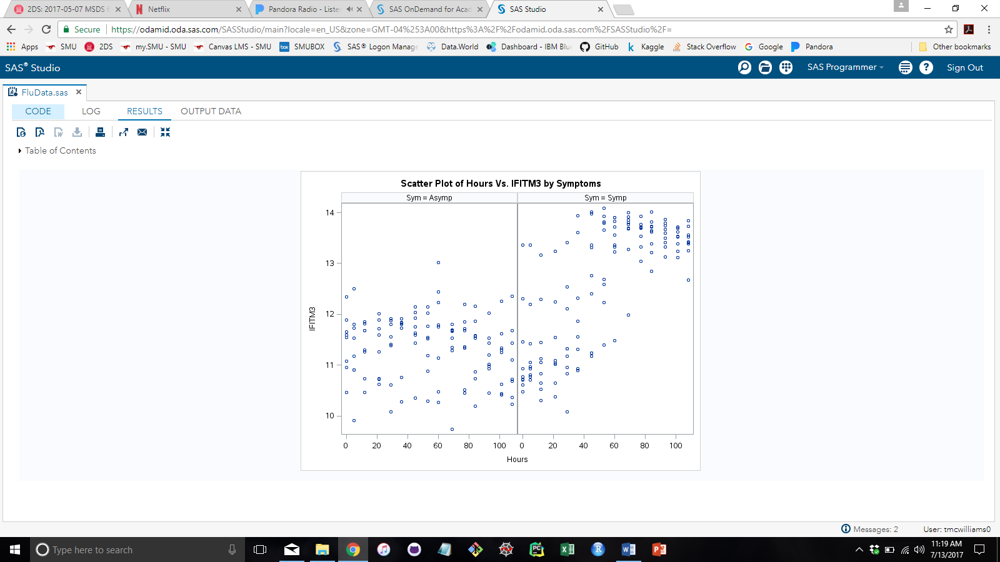 2DS: 2017-05-07 MSDS
Netflix
Pandora Radio - Liste
SAS OnDemand for Acad
SAS Studio
Secure
https://odamid.oda.sas.com/SASStudio/main?locale=en_US&zone=GMT-04%253A00&https%3A%2F%2Fodamid.oda.sas.com%2FSASStudio%2F=
Apps
SMU
2DS
my.SMU - SMU
Canvas LMS - SMU
box
SMUBOX
SAS® Logon Manage
Data.World
Dashboard - IBM Blu
GitHub
k
Kaggle
Stack Overflow
Google
Pandora
Other bookmarks
SAS® Studio
SAS Programmer
?
Sign Out
FluData.sas
CODE
LOG
RESULTS
OUTPUT DATA
Table of Contents
Scatter Plot of Hours Vs. IFITM3 by Symptoms
Sym = Asymp
Sym = Symp
14
13
12
11
10
IFITM3
0 20 40 60 80 100 0 20 40 60 80 100
Hours
Messages: 2
User: tmcwilliams0
Type here to search
11:19 AM
7/13/2017